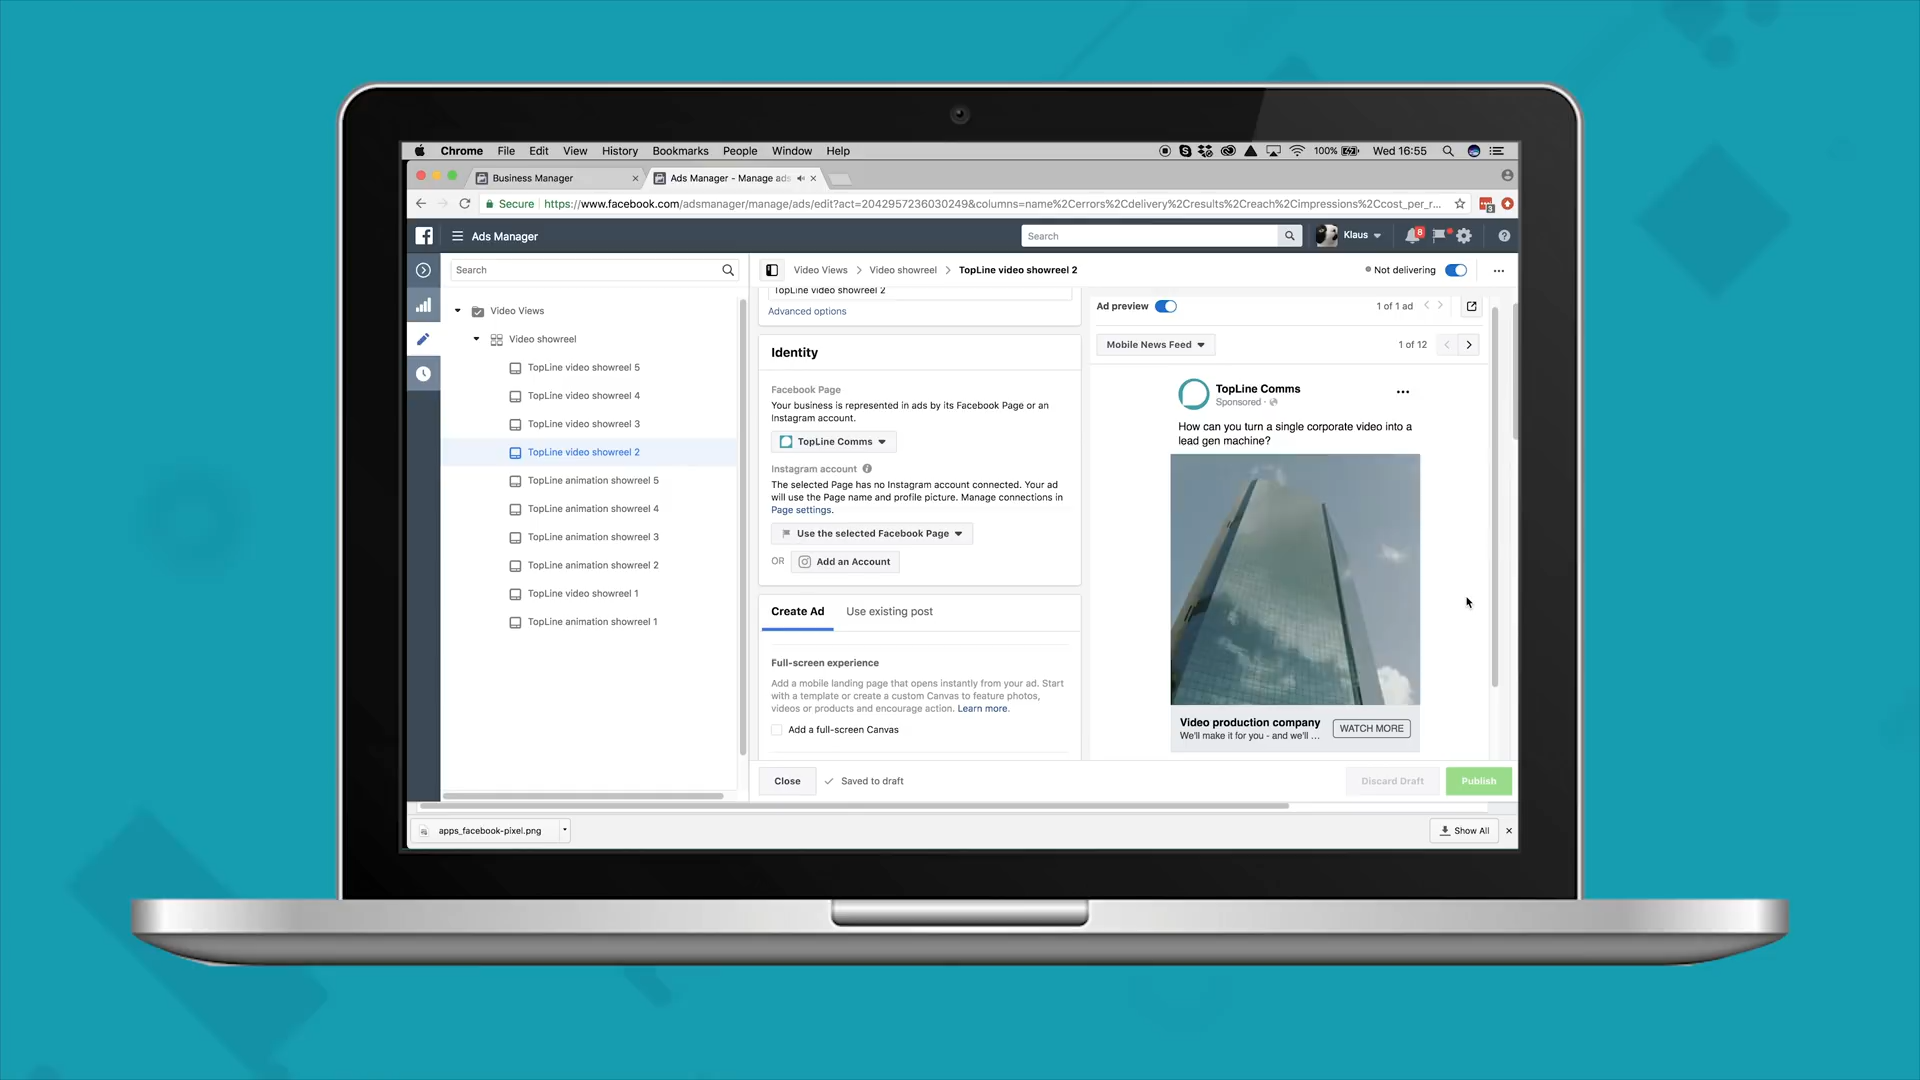 Chrome File Edit View History Bookmarks People Window Help
100% Wed 16:55
Business Manager
Ads Manager - Manage ads
Secure https://www.facebook.com/adsmanager/manage/ads/edit?act=2042957236030249&columns=name%2Cerrors%2Cdelivery%2Cresults%2Creach%2Cimpressions%2Ccost_per_r...
Ads Manager
Search
Klaus
8
Search
Video Views
Video showreel
TopLine video showreel 5
TopLine video showreel 4
TopLine video showreel 3
TopLine video showreel 2
TopLine animation showreel 5
TopLine animation showreel 4
TopLine animation showreel 3
TopLine animation showreel 2
TopLine video showreel 1
TopLine animation showreel 1
Video Views > Video showreel > TopLine video showreel 2
Not delivering
TopLine video showreel 2
Advanced options
Identity
Facebook Page
Your business is represented in ads by its Facebook Page or an
Instagram account.
TopLine Comms
Instagram account
The selected Page has no Instagram account connected. Your ad
will use the Page name and profile picture. Manage connections in
Page settings.
Use the selected Facebook Page
OR Add an Account
Create Ad Use existing post
Full-screen experience
Add a mobile landing page that opens instantly from your ad. Start
with a template or create a custom Canvas to feature photos,
videos or products and encourage action. Learn more.
Add a full-screen Canvas
Ad preview
1 of 1 ad
Mobile News Feed
1 of 12
TopLine Comms
Sponsored ·
How can you turn a single corporate video into a
lead gen machine?
Video production company
We'll make it for you - and we'll ...
WATCH MORE
Close
Saved to draft
Discard Draft
Publish
apps_facebook-pixel.png
Show All